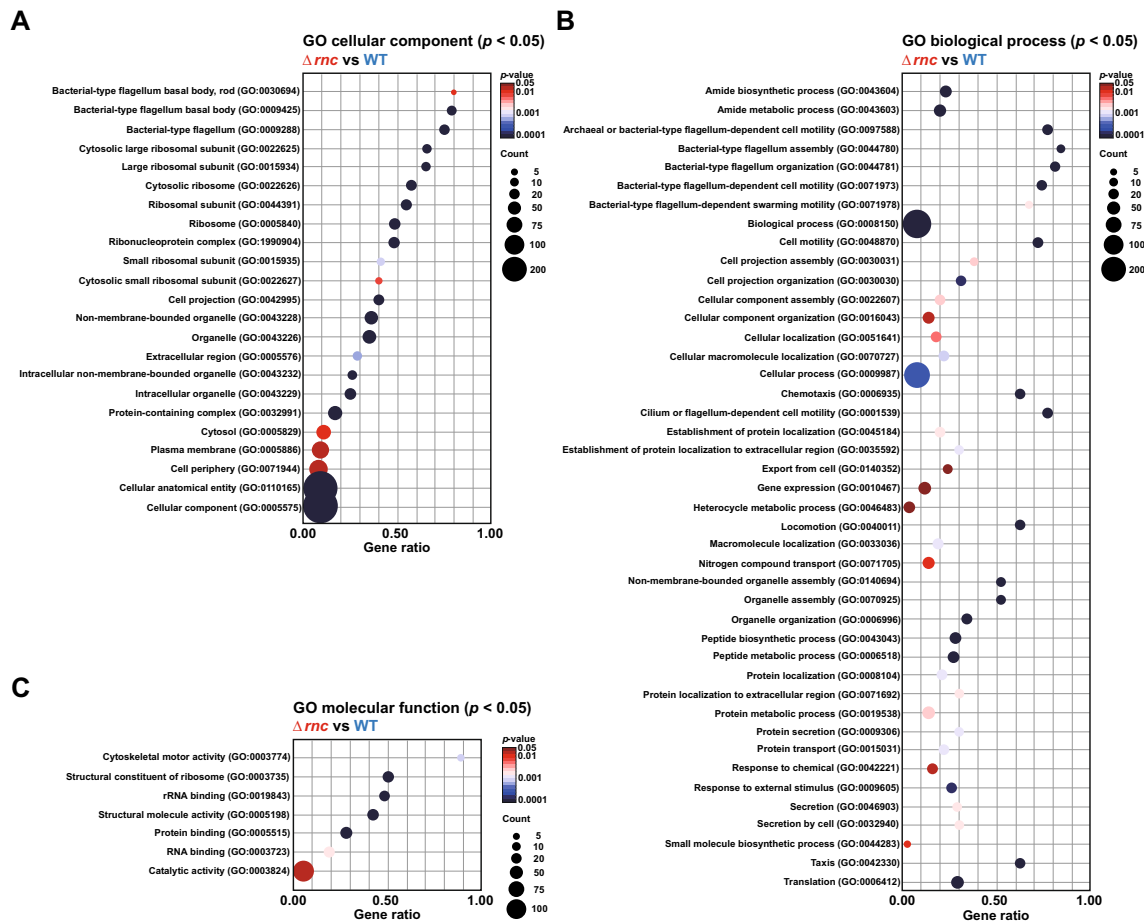 A
GO cellular component (p < 0.05)
Δrnc vs WT
Bacterial-type flagellum basal body, rod (GO:0030694)
Bacterial-type flagellum basal body (GO:0009425)
Bacterial-type flagellum (GO:0009288)
Cytosolic large ribosomal subunit (GO:0022625)
Large ribosomal subunit (GO:0015934)
Cytosolic ribosome (GO:0022626)
Ribosomal subunit (GO:0044391)
Ribosome (GO:0005840)
Ribonucleoprotein complex (GO:1990904)
Small ribosomal subunit (GO:0015935)
Cytosolic small ribosomal subunit (GO:0022627)
Cell projection (GO:0042995)
Non-membrane-bounded organelle (GO:0043228)
Organelle (GO:0043226)
Extracellular region (GO:0005576)
Intracellular non-membrane-bounded organelle (GO:0043232)
Intracellular organelle (GO:0043229)
Protein-containing complex (GO:0032991)
Cytosol (GO:0005829)
Plasma membrane (GO:0005886)
Cell periphery (GO:0071944)
Cellular anatomical entity (GO:0110165)
Cellular component (GO:0005575)
0.00 0.50 1.00
Gene ratio
p-value
0.05
0.01
0.001
0.0001
Count
5
10
20
50
75
100
200
B
GO biological process (p < 0.05)
Δrnc vs WT
Amide biosynthetic process (GO:0043604)
Amide metabolic process (GO:0043603)
Archaeal or bacterial-type flagellum-dependent cell motility (GO:0097588)
Bacterial-type flagellum assembly (GO:0044780)
Bacterial-type flagellum organization (GO:0044781)
Bacterial-type flagellum-dependent cell motility (GO:0071973)
Bacterial-type flagellum-dependent swarming motility (GO:0071978)
Biological process (GO:0008150)
Cell motility (GO:0048870)
Cell projection assembly (GO:0030031)
Cell projection organization (GO:0030030)
Cellular component assembly (GO:0022607)
Cellular component organization (GO:0016043)
Cellular localization (GO:0051641)
Cellular macromolecule localization (GO:0070727)
Cellular process (GO:0009987)
Chemotaxis (GO:0006935)
Cilium or flagellum-dependent cell motility (GO:0001539)
Establishment of protein localization (GO:0045184)
Establishment of protein localization to extracellular region (GO:0035592)
Export from cell (GO:0140352)
Gene expression (GO:0010467)
Heterocycle metabolic process (GO:0046483)
Locomotion (GO:0040011)
Macromolecule localization (GO:0033036)
Nitrogen compound transport (GO:0071705)
Non-membrane-bounded organelle assembly (GO:0140694)
Organelle assembly (GO:0070925)
Organelle organization (GO:0006996)
Peptide biosynthetic process (GO:0043043)
Peptide metabolic process (GO:0006518)
Protein localization (GO:0008104)
Protein localization to extracellular region (GO:0071692)
Protein metabolic process (GO:0019538)
Protein secretion (GO:0009306)
Protein transport (GO:0015031)
Response to chemical (GO:0042221)
Response to external stimulus (GO:0009605)
Secretion (GO:0046903)
Secretion by cell (GO:0032940)
Small molecule biosynthetic process (GO:0044283)
Taxis (GO:0042330)
Translation (GO:0006412)
0.00 0.50 1.00
Gene ratio
p-value
0.05
0.01
0.001
0.0001
Count
5
10
20
50
75
100
200
C
GO molecular function (p < 0.05)
Δrnc vs WT
Cytoskeletal motor activity (GO:0003774)
Structural constituent of ribosome (GO:0003735)
rRNA binding (GO:0019843)
Structural molecule activity (GO:0005198)
Protein binding (GO:0005515)
RNA binding (GO:0003723)
Catalytic activity (GO:0003824)
0.00 0.50 1.00
Gene ratio
p-value
0.05
0.01
0.001
0.0001
Count
5
10
20
50
75
100